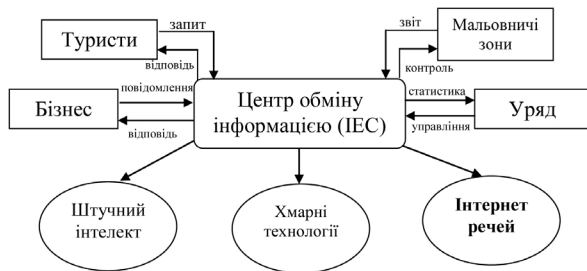 Туристи
запит
відповідь
звіт
Мальовничі
зони
контроль
Бізнес
повідомлення
відповідь
Центр обміну
інформацією (ІЕС)
статистика
управління
Уряд
Штучний
інтелект
Хмарні
технології
Інтернет
речей